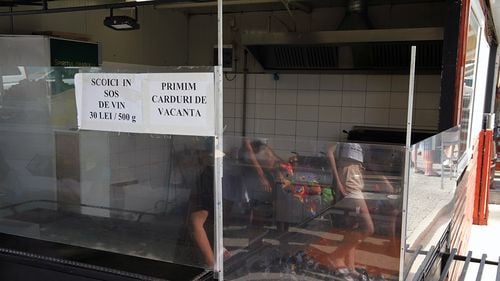 SCOICI IN
SOS
DE VIN
30 LEI / 500 g
PRIMIM
CARDURI DE
VACANTA